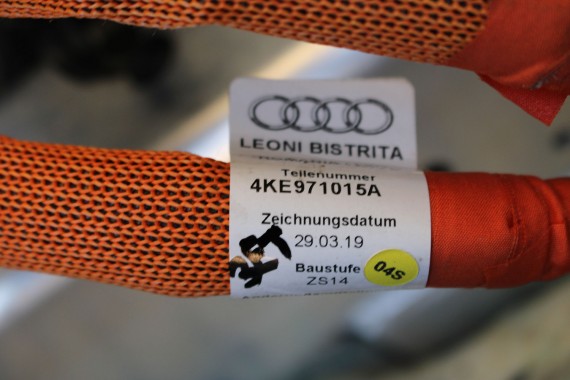 LEONI BISTRITA
Teilenummer
4KE971015A
Zeichnungsdatum
29.03.19
Baustufe
ZS14
04S